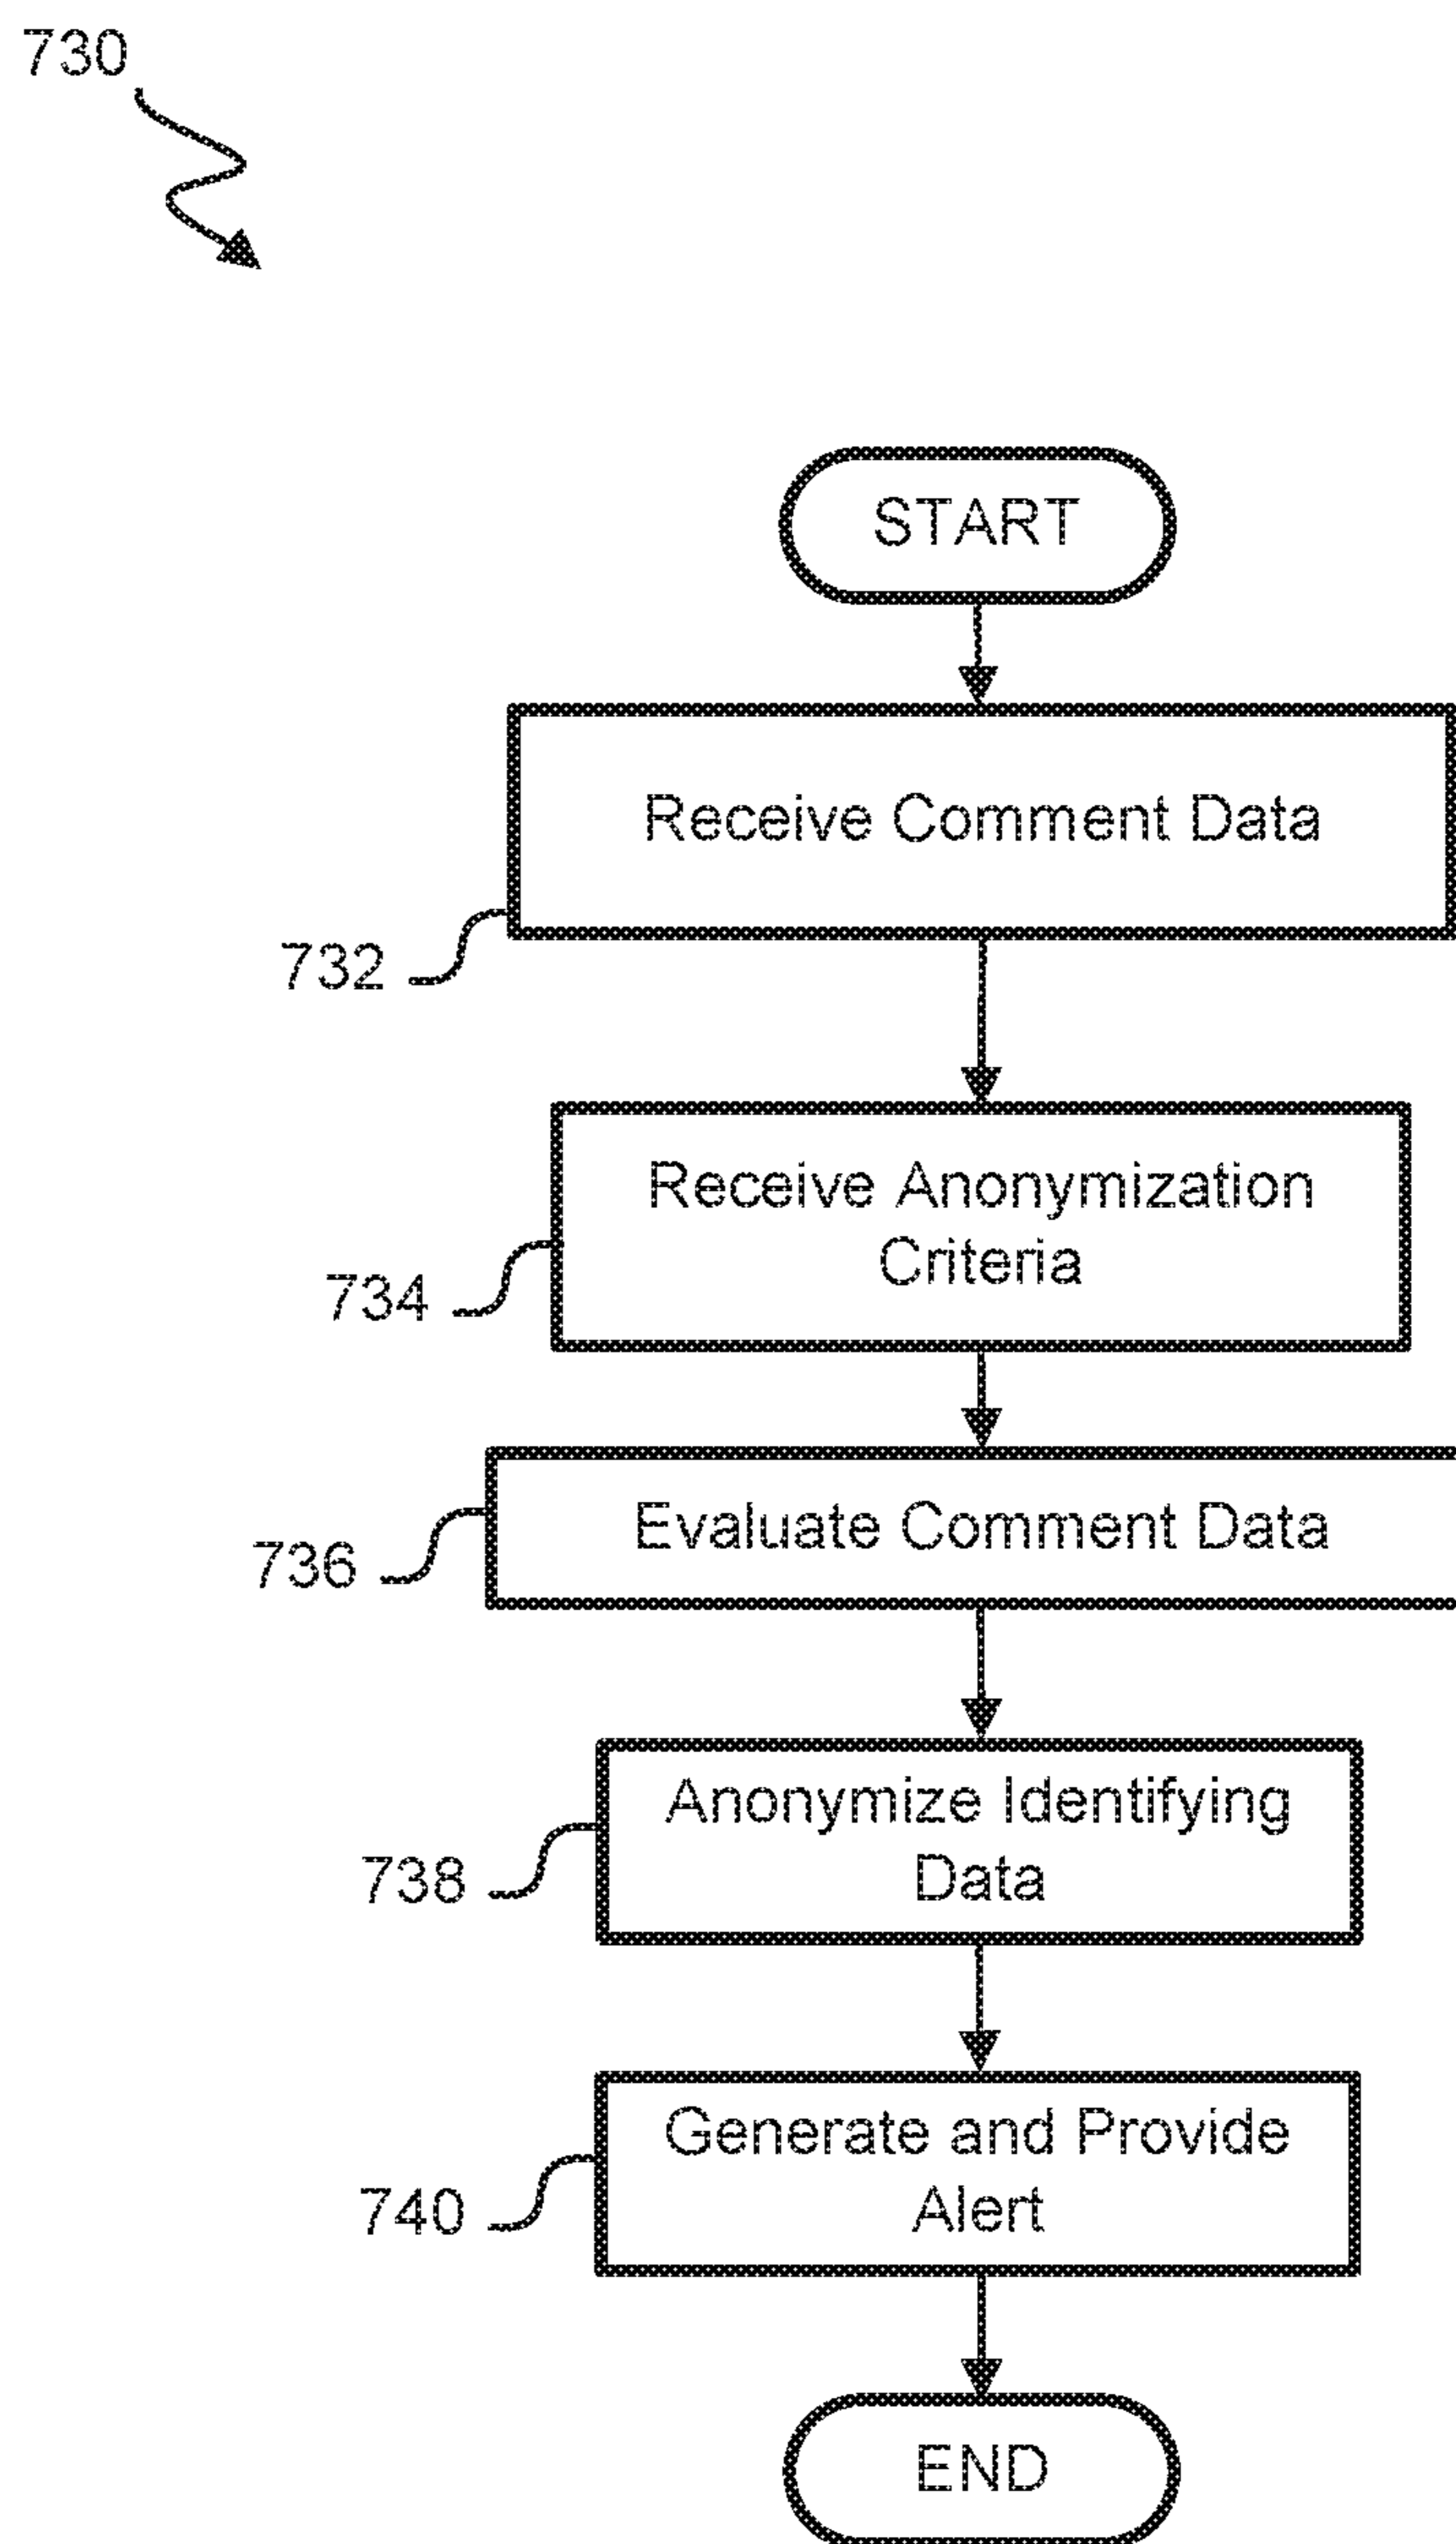 730
START
Receive Comment Data
732
Receive Anonymization
Criteria
734
Evaluate Comment Data
736
Anonymize Identifying
Data
738
Generate and Provide
Alert
740
END